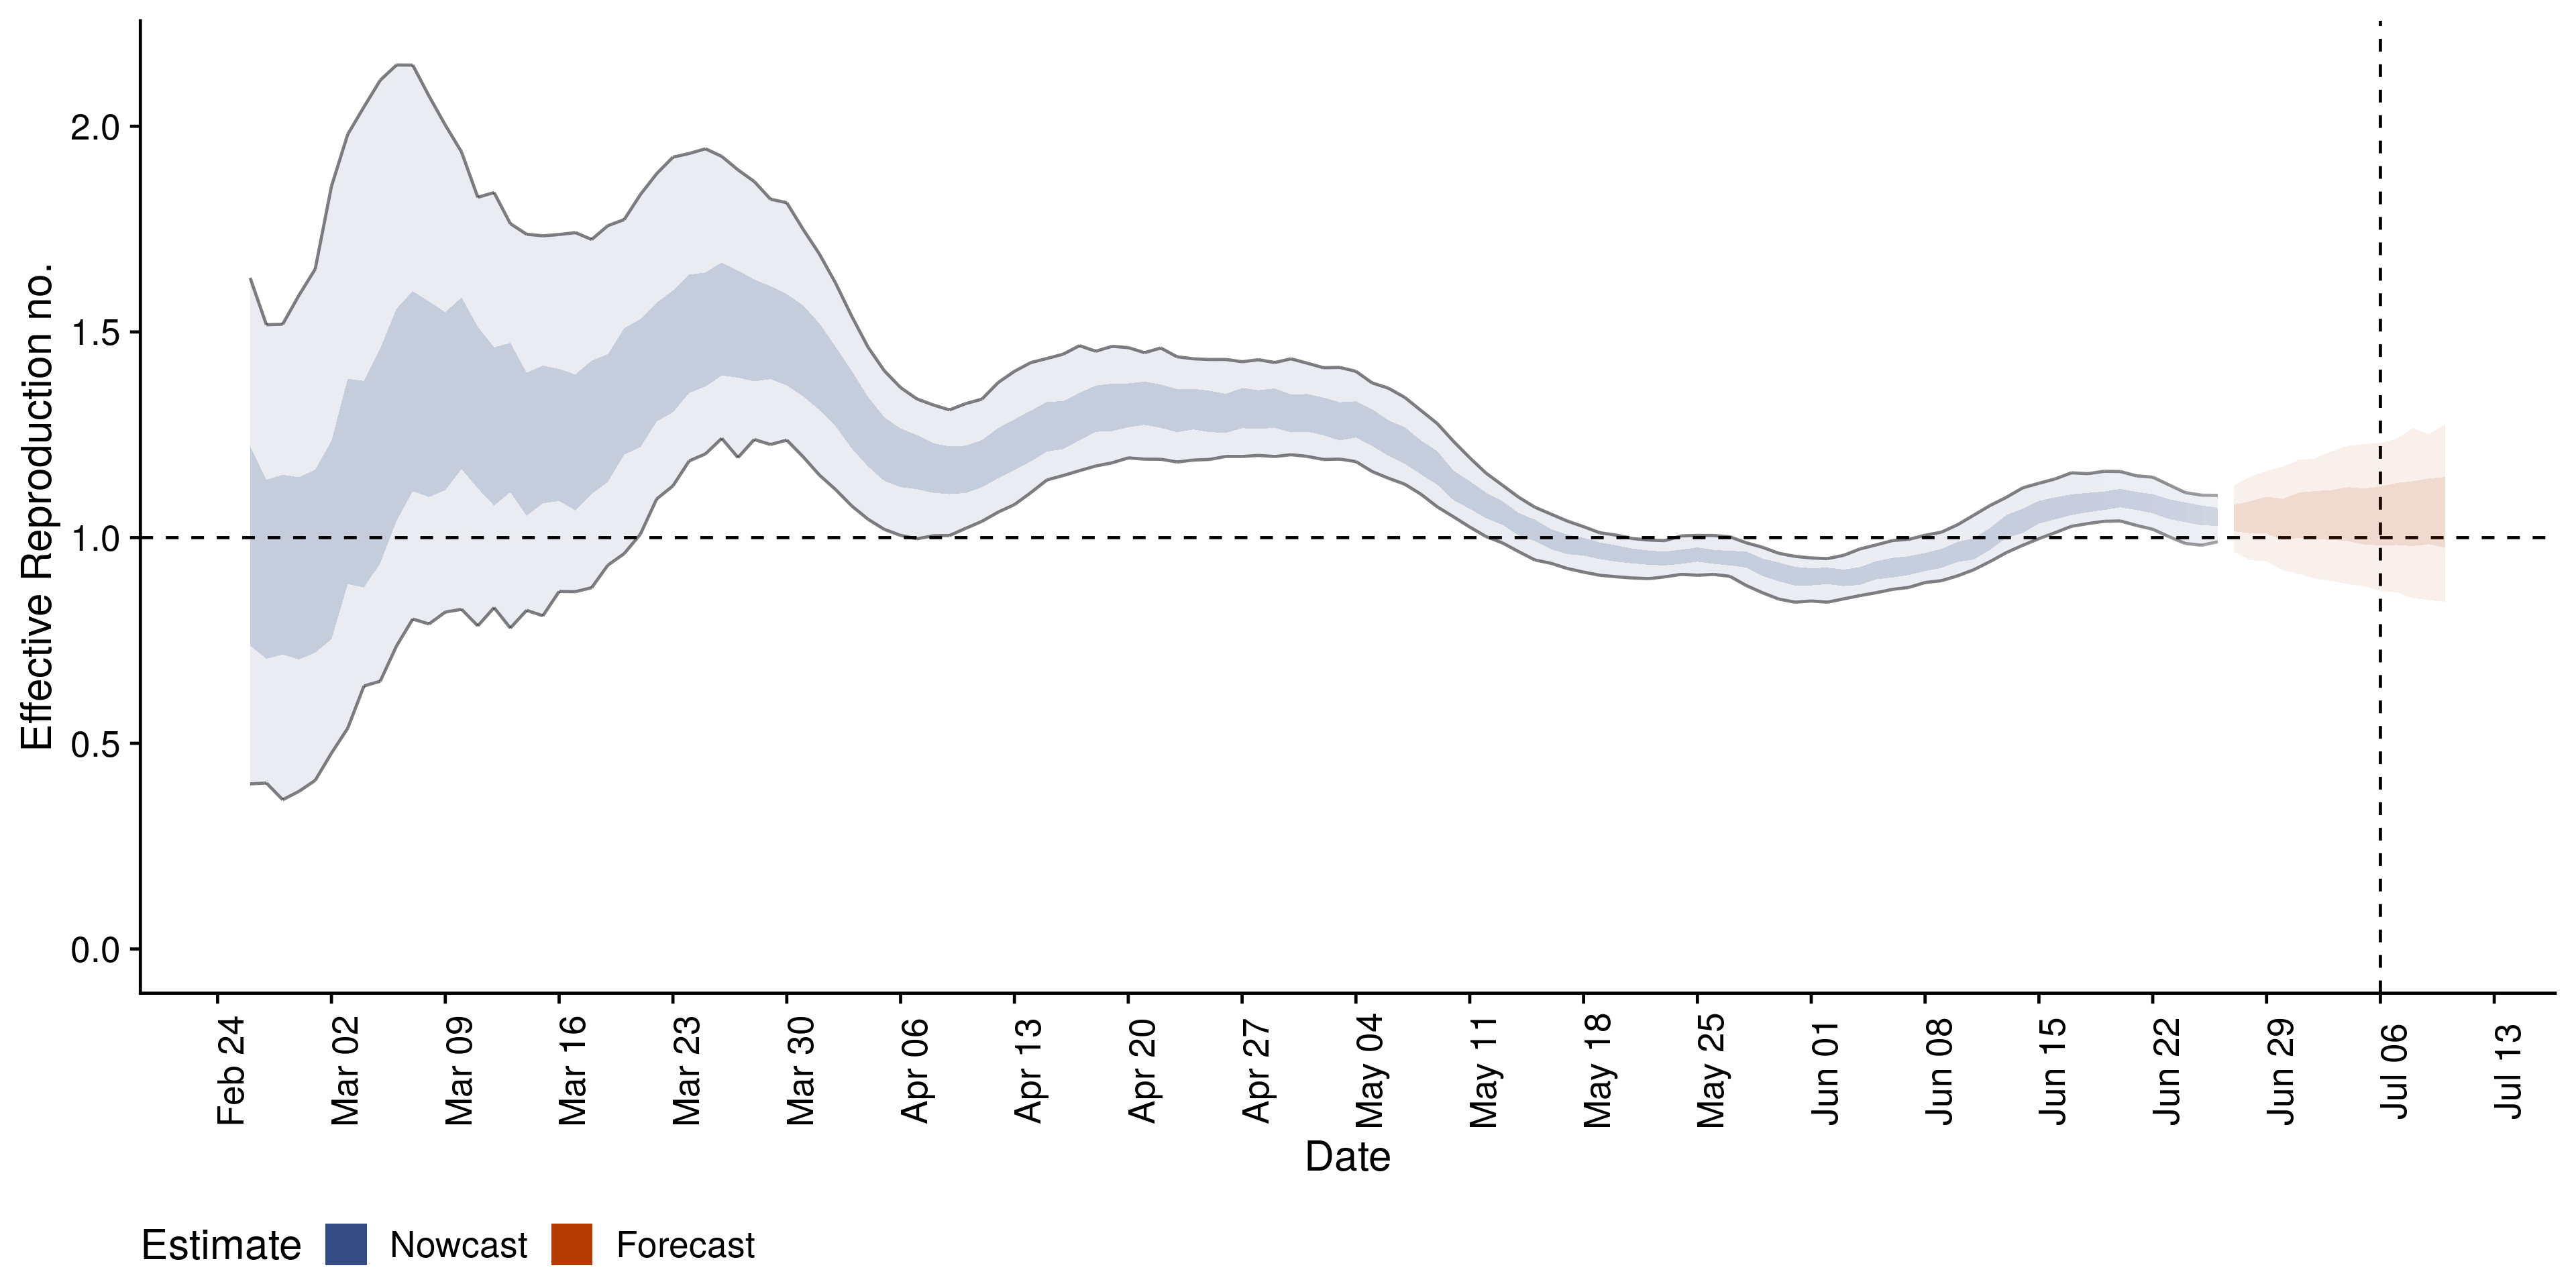 Effective Reproduction no.
2.0
1.5
1.0
0.5
0.0
Feb 24
Mar 02
Mar 09
Mar 16
Mar 23
Mar 30
Apr 06
Apr 13
Apr 20
Apr 27
May 04
May 11
May 18
May 25
Jun 01
Jun 08
Jun 15
Jun 22
Jun 29
Jul 06
Jul 13
Date
Estimate Nowcast Forecast